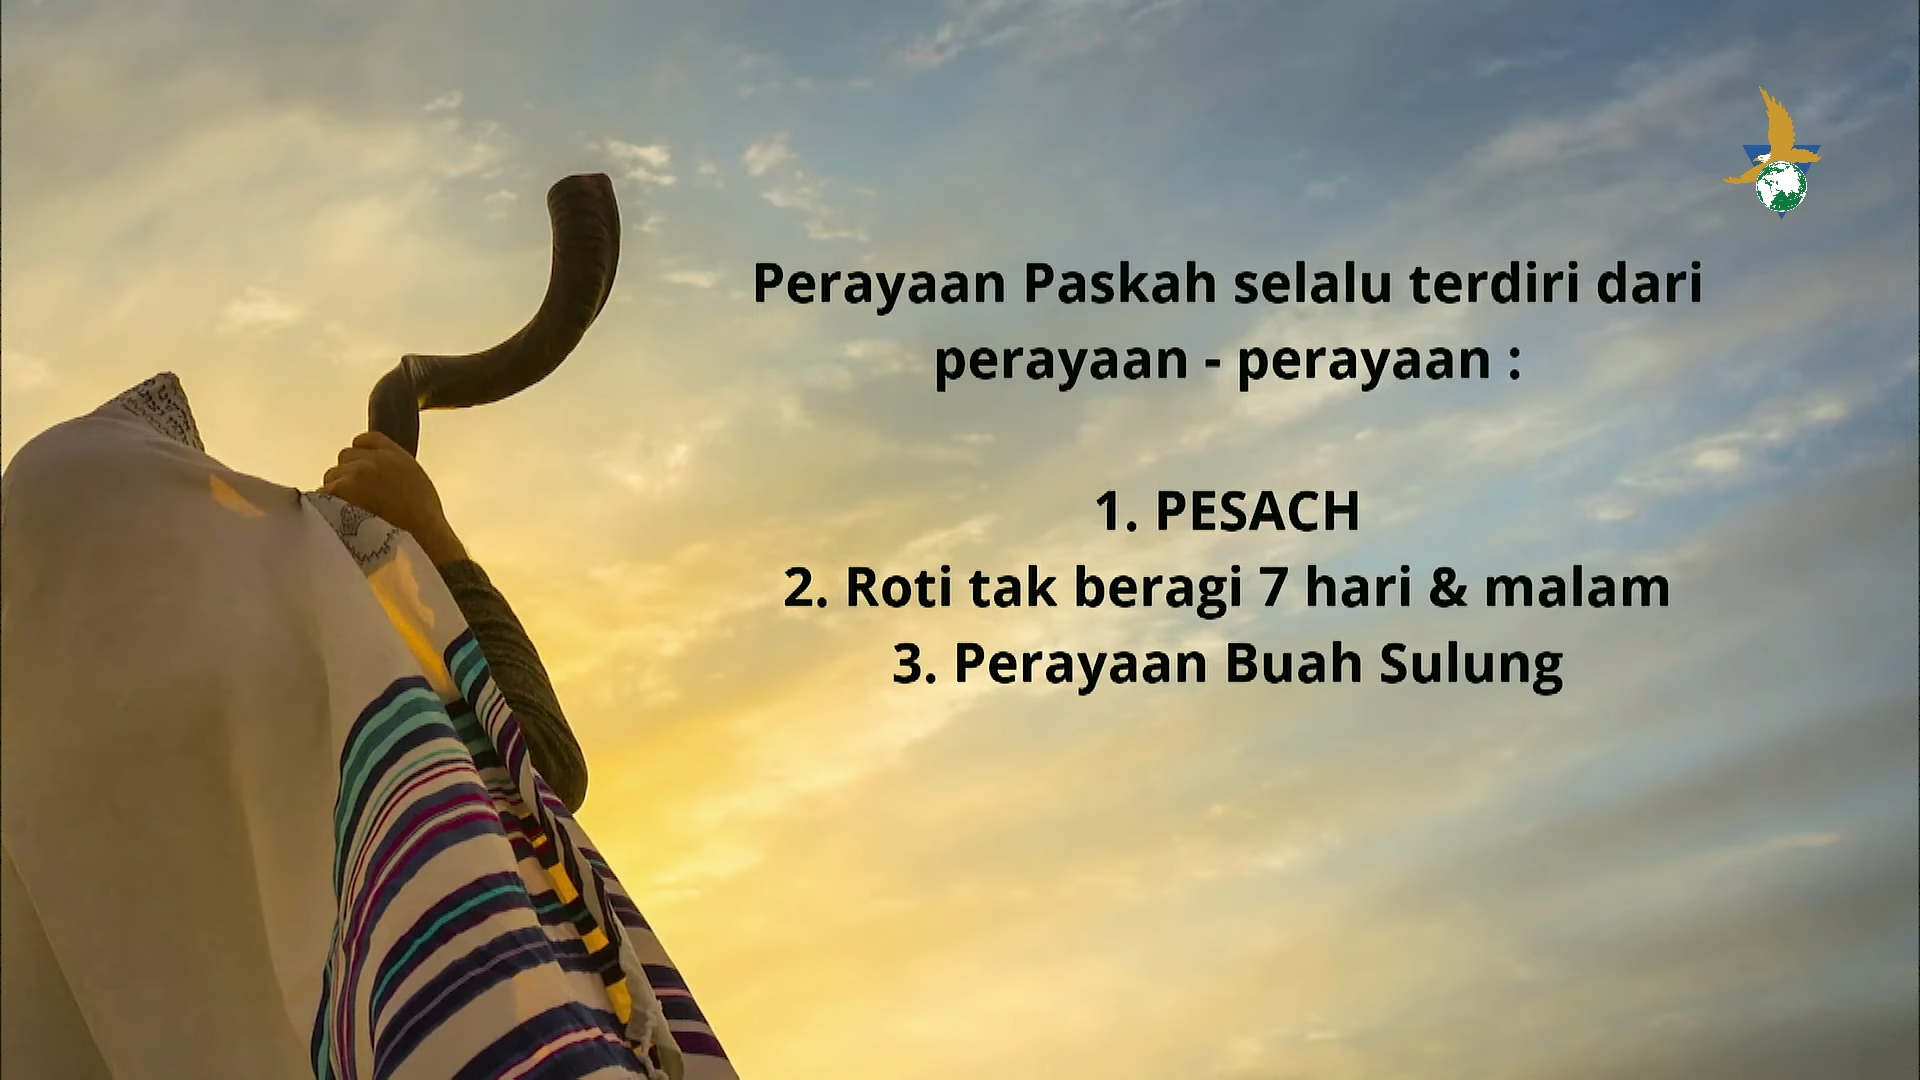 Perayaan Paskah selalu terdiri dari
perayaan - perayaan :
1. PESACH
2. Roti tak beragi 7 hari & malam
3. Perayaan Buah Sulung